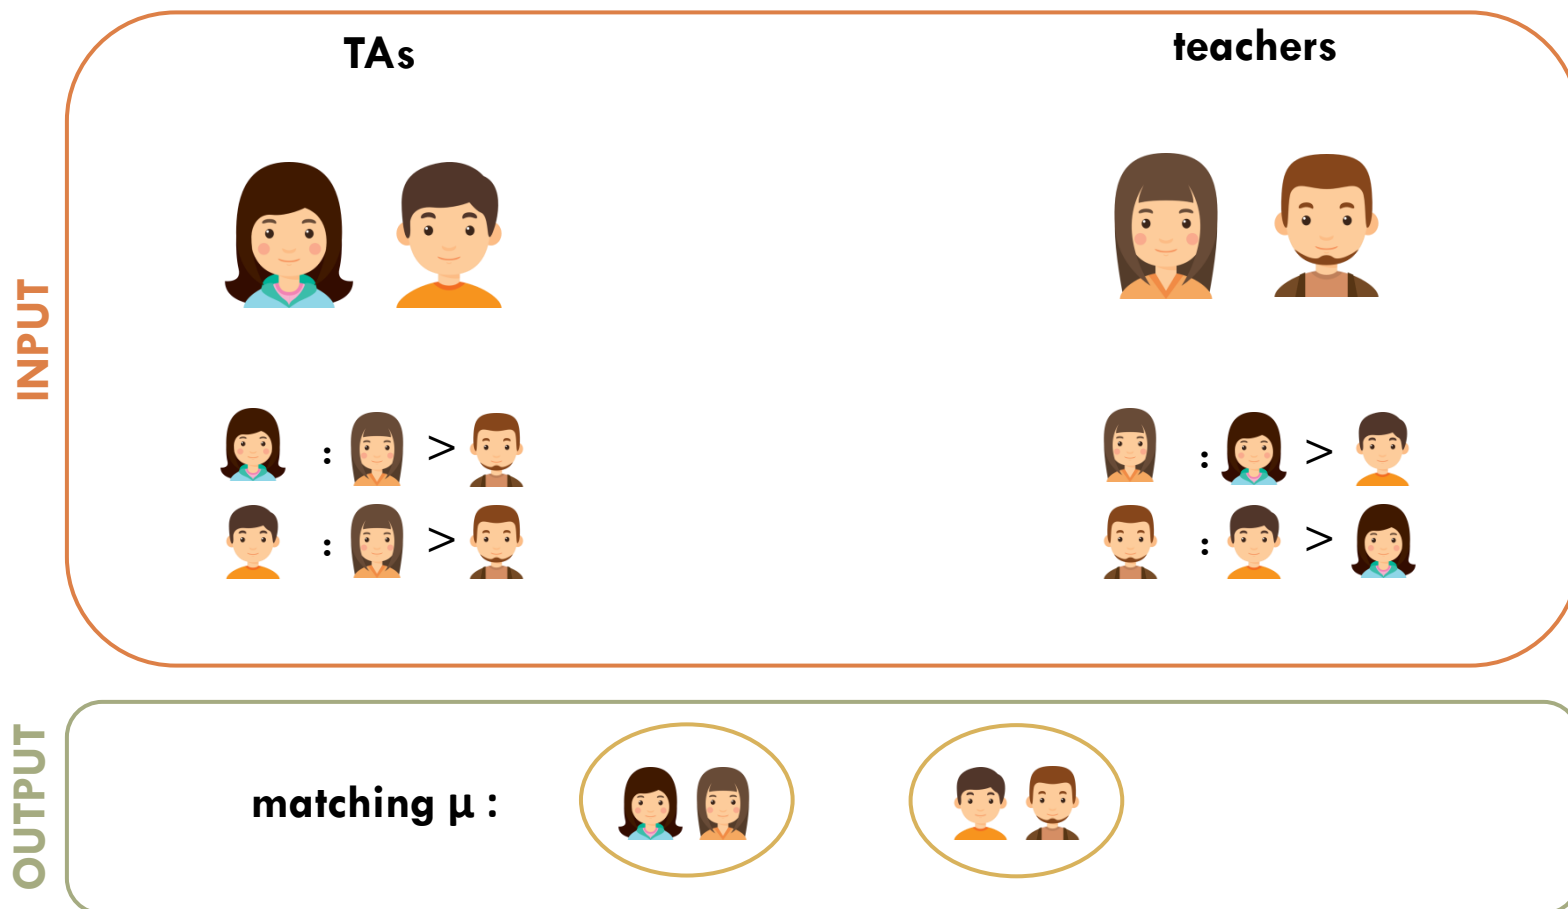 TAs
teachers
INPUT
: >
: >
: >
: >
OUTPUT
matching μ :